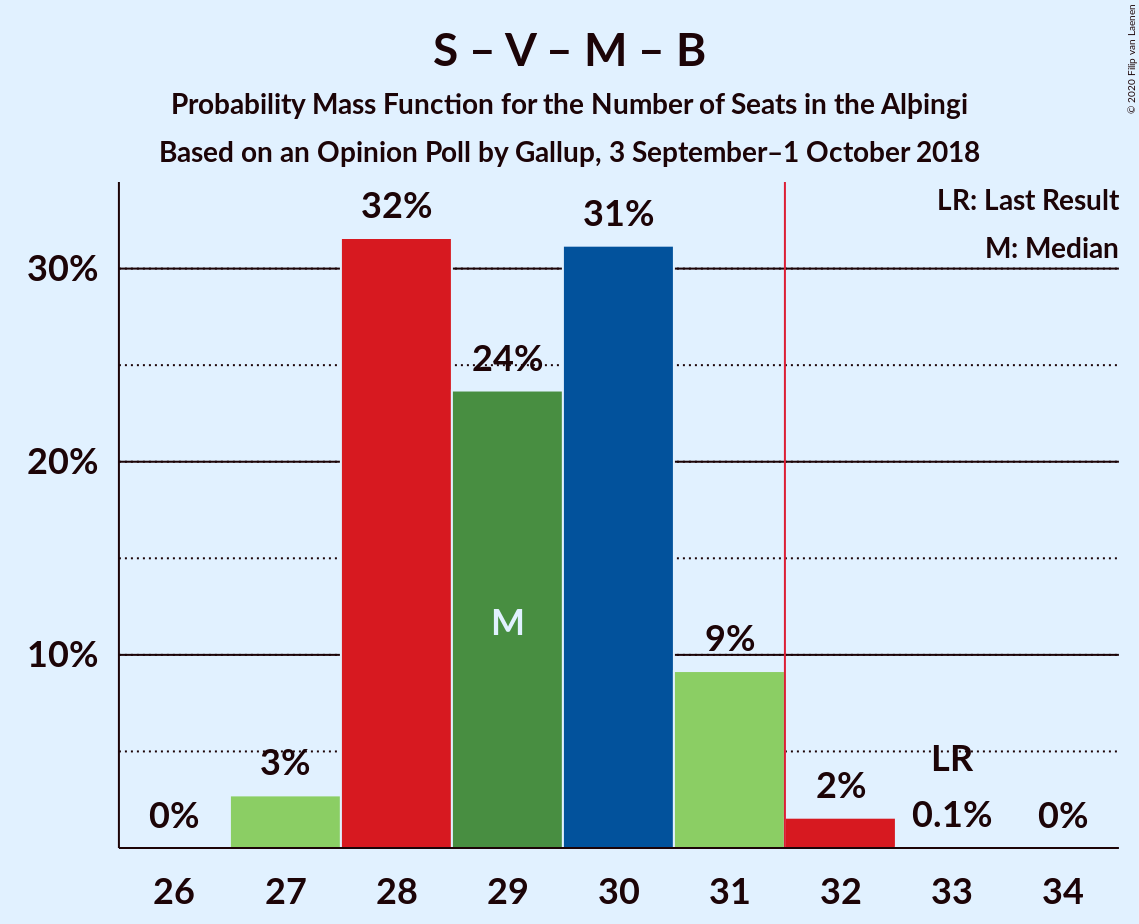 S – V – M – B
Probability Mass Function for the Number of Seats in the Alþingi
Based on an Opinion Poll by Gallup, 3 September–1 October 2018
© 2020 Filip van Laenen
LR: Last Result
M: Median
30%
20%
10%
0%
3%
32%
24%
31%
9%
2%
0.1%
0%
M
LR
26
27
28
29
30
31
32
33
34